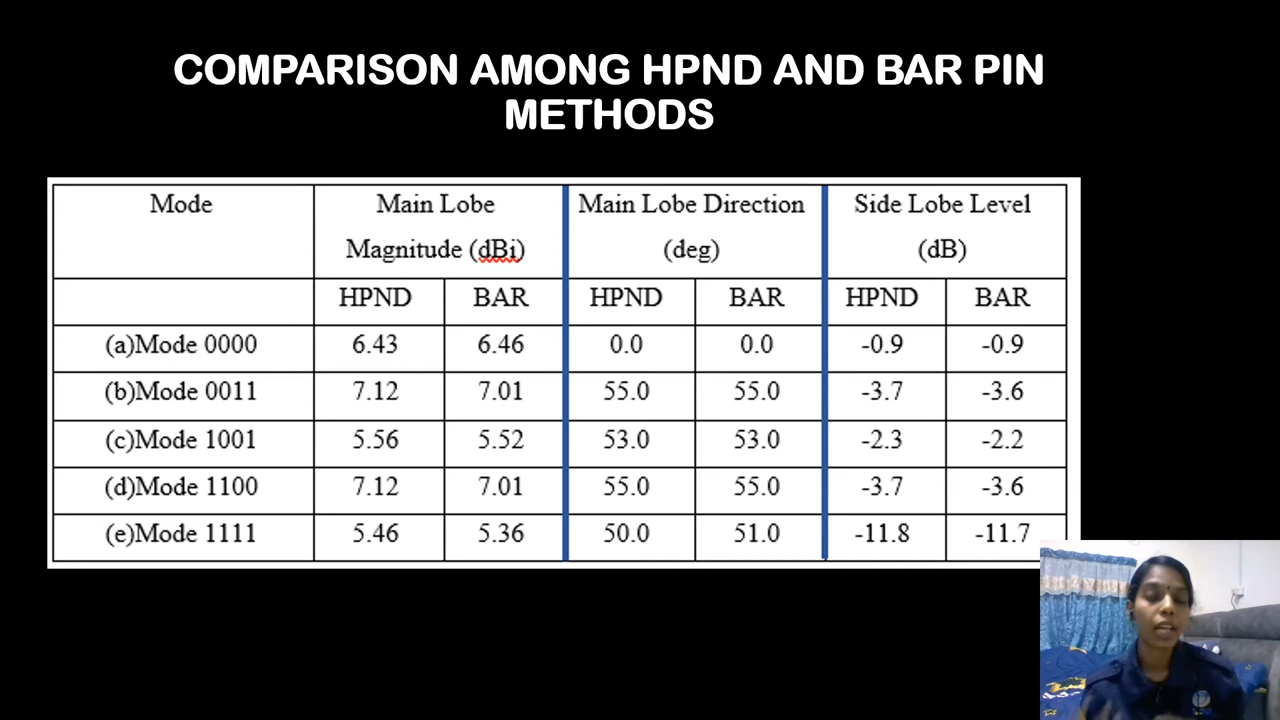 COMPARISON AMONG HPND AND BAR PIN
METHODS
Mode Main Lobe Main Lobe Direction Side Lobe Level
Magnitude (dBi) (deg) (dB)
HPND BAR HPND BAR HPND BAR
(a)Mode 0000 6.43 6.46 0.0 0.0 -0.9 -0.9
(b)Mode 0011 7.12 7.01 55.0 55.0 -3.7 -3.6
(c)Mode 1001 5.56 5.52 53.0 53.0 -2.3 -2.2
(d)Mode 1100 7.12 7.01 55.0 55.0 -3.7 -3.6
(e)Mode 1111 5.46 5.36 50.0 51.0 -11.8 -11.7